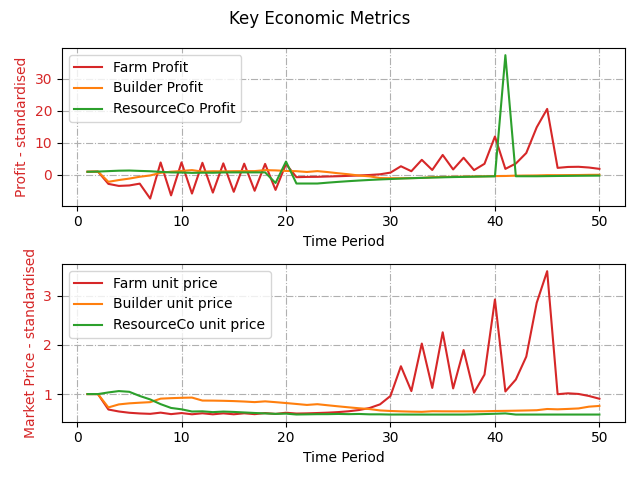 Key Economic Metrics
Profit - standardised
30
20
10
0
Farm Profit
Builder Profit
ResourceCo Profit
0 10 20 30 40 50
Time Period
Market Price - standardised
3
2
1
Farm unit price
Builder unit price
ResourceCo unit price
0 10 20 30 40 50
Time Period